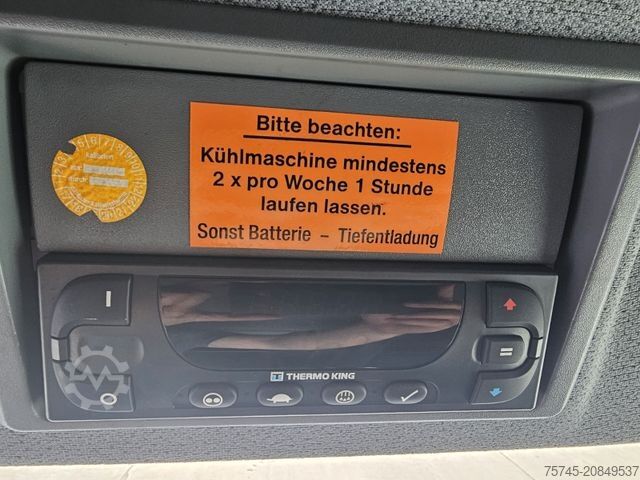 Bitte beachten:
Kühlmaschine mindestens
2 x pro Woche 1 Stunde
laufen lassen.
Sonst Batterie – Tiefentladung
THERMO KING
75745-20849537